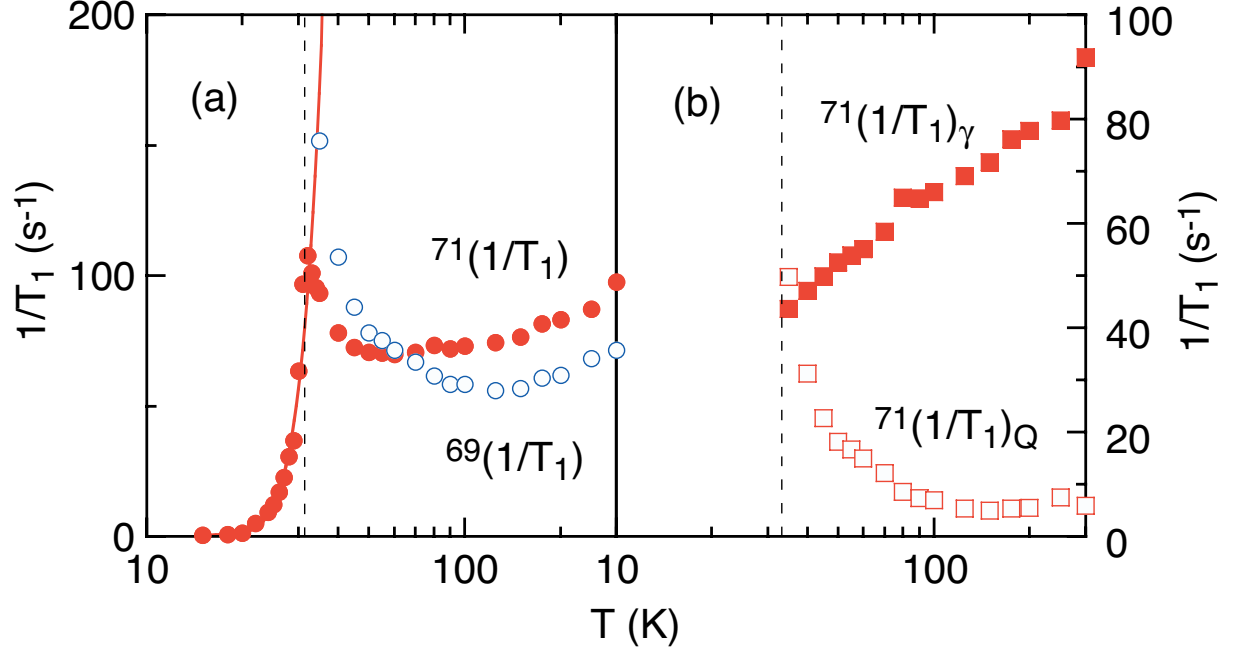 200
100
0
1/T₁ (s⁻¹)
(a)
⁷¹(1/T₁)
⁶⁹(1/T₁)
10
100
10
(b)
⁷¹(1/T₁)γ
⁷¹(1/T₁)Q
100
100
80
60
40
20
0
1/T₁ (s⁻¹)
T (K)